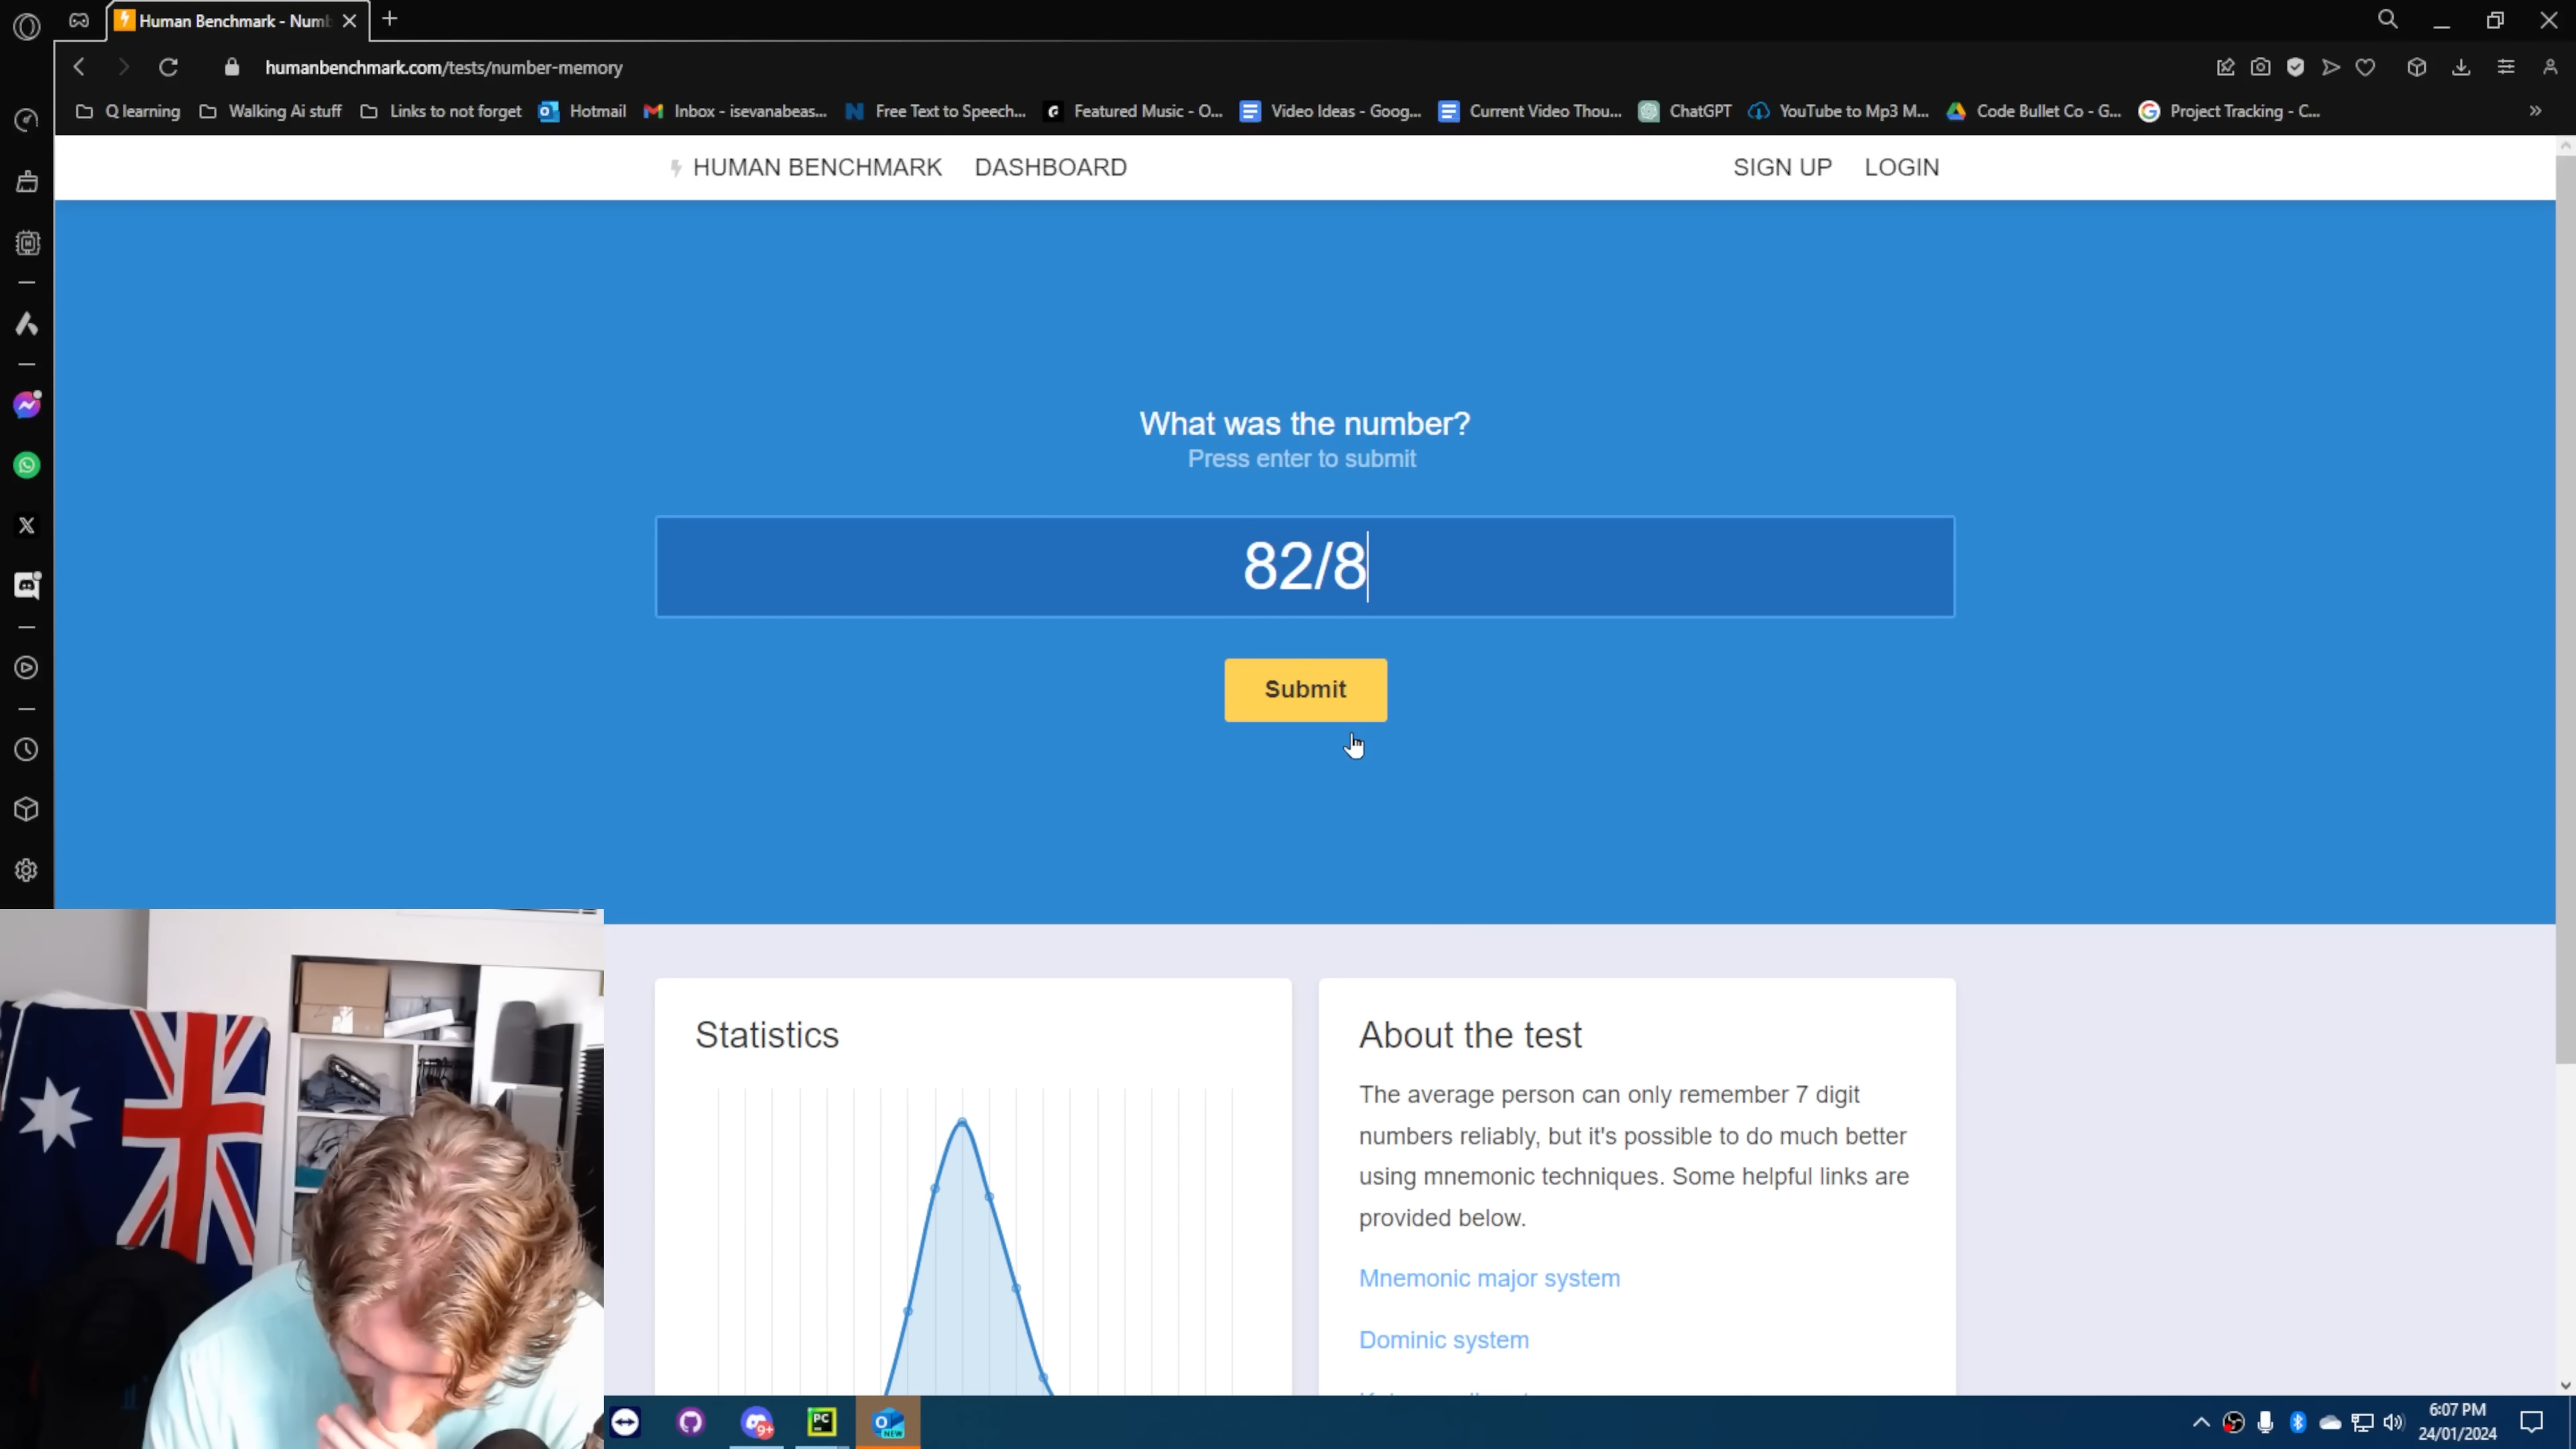 Human Benchmark - Numb
humanbenchmark.com/tests/number-memory
Q learning
Walking Ai stuff
Links to not forget
Hotmail
Inbox - isevanabeas...
Free Text to Speech...
Featured Music - O...
Video Ideas - Goog...
Current Video Thou...
ChatGPT
YouTube to Mp3 M...
Code Bullet Co - G...
Project Tracking - C...
HUMAN BENCHMARK
DASHBOARD
SIGN UP
LOGIN
What was the number?
Press enter to submit
82/8
Submit
Statistics
About the test
The average person can only remember 7 digit
numbers reliably, but it's possible to do much better
using mnemonic techniques. Some helpful links are
provided below.
Mnemonic major system
Dominic system
9+
PC
NEW
6:07 PM
24/01/2024